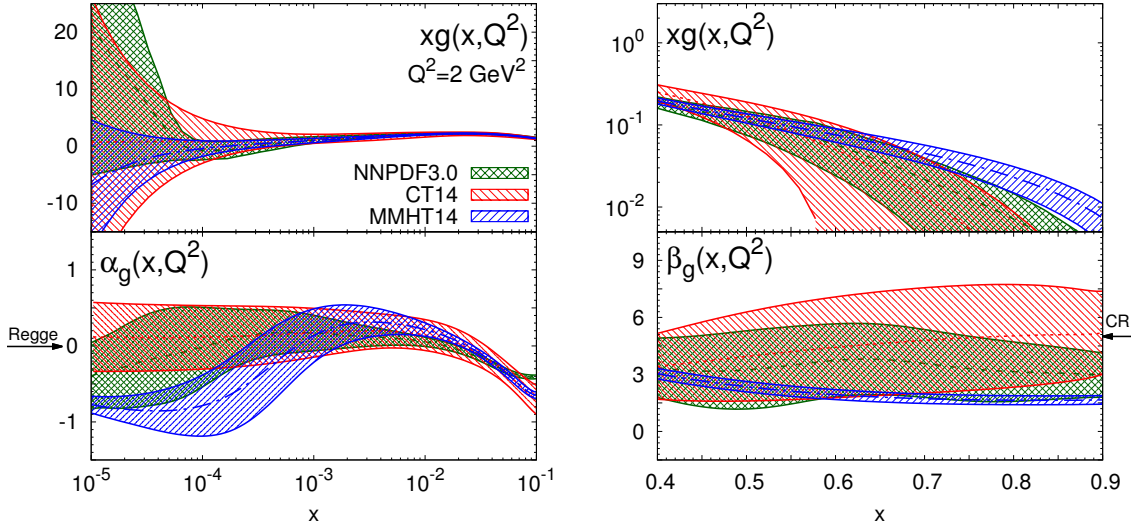 xg(x,Q²)
Q²=2 GeV²
20
10
0
-10
NNPDF3.0
CT14
MMHT14
α_g(x,Q²)
1
0
-1
Regge
10⁻⁵ 10⁻⁴ 10⁻³ 10⁻² 10⁻¹
x
xg(x,Q²)
10⁰
10⁻¹
10⁻²
β_g(x,Q²)
9
6
3
0
CR
0.4 0.5 0.6 0.7 0.8 0.9
x